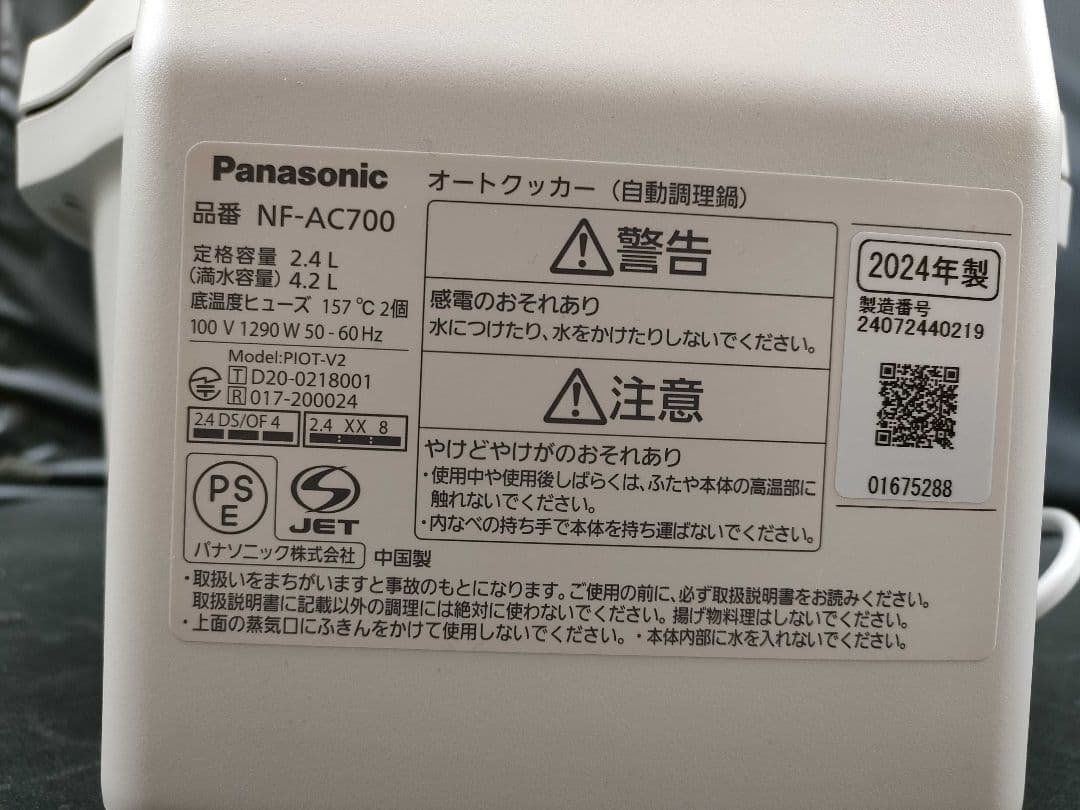 Panasonic オートクッカー（自動調理鍋）
品番 NF-AC700
定格容量 2.4 L
(満水容量) 4.2 L
底温度ヒューズ 157 ℃ 2個
100 V 1290 W 50 - 60 Hz
Model:PIOT-V2
T D20-0218001
R 017-200024
2.4 DS/OF 4 2.4 XX 8
PS
E
JET
パナソニック株式会社 中国製
警告
感電のおそれあり
水につけたり、水をかけたりしないでください。
注意
やけどやけがのおそれあり
・使用中や使用後しばらくは、ふたや本体の高温部に
触れないでください。
・内なべの持ち手で本体を持ち運ばないでください。
2024年製
製造番号
24072440219
01675288
・取扱いをまちがいますと事故のもとになります。ご使用の前に、必ず取扱説明書をお読みください。
取扱説明書に記載以外の調理には絶対に使わないでください。揚げ物料理はしないでください。
・上面の蒸気口にふきんをかけて使用しないでください。・本体内部に水を入れないでください。